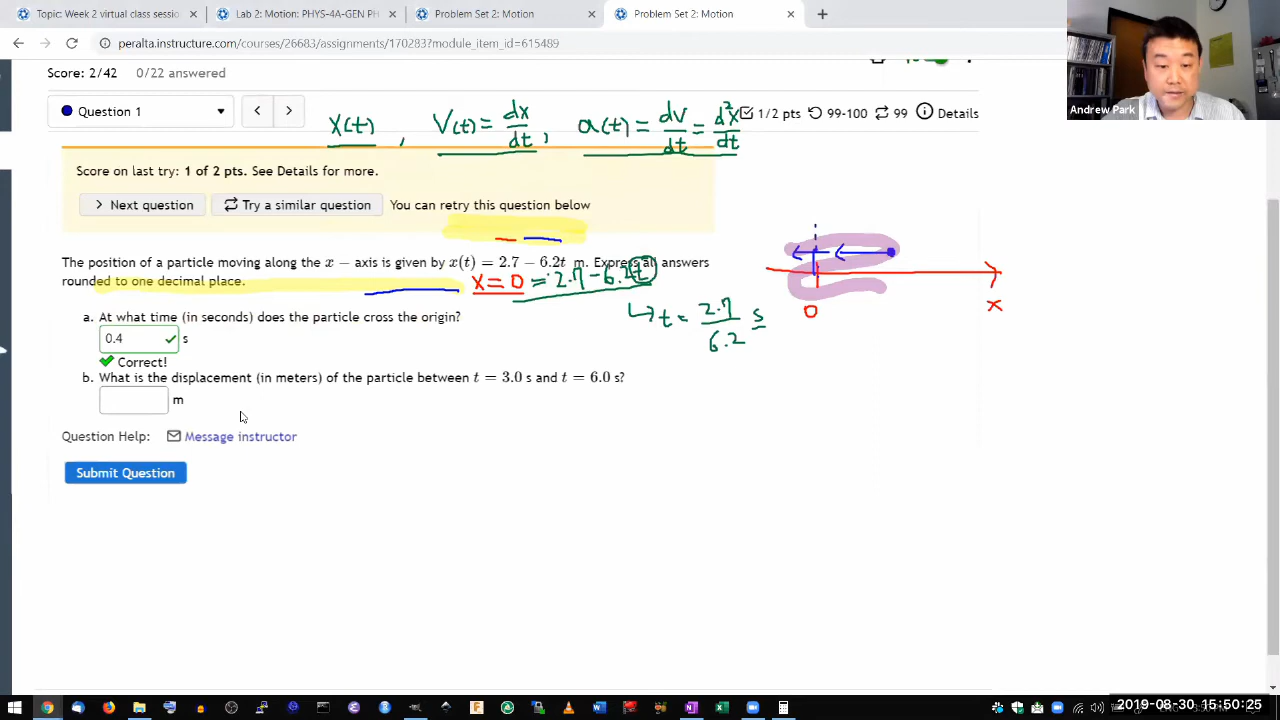 Topic: Week 2 virtual class sessi
Lab 2: Motion: PHYS-4A-GEN PH
Problem Set 2: Motion
Problem Set 2: Motion
peralta.instructure.com/courses/26683/assignments/170283?module_item_id=615489
Andrew Park
Score: 2/42 0/22 answered
Question 1
1/2 pts 99-100 99 Details
x(t) , v(t) = dx/dt , a(t) = dv/dt = d²x/dt
Score on last try: 1 of 2 pts. See Details for more.
Next question Try a similar question You can retry this question below
The position of a particle moving along the x − axis is given by x(t) = 2.7 − 6.2t m. Express all answers
rounded to one decimal place.
x = 0 = 2.7 − 6.2t
t = 2.7/6.2 s
0 x
a. At what time (in seconds) does the particle cross the origin?
0.4 s
Correct!
b. What is the displacement (in meters) of the particle between t = 3.0 s and t = 6.0 s?
m
Question Help: Message instructor
Submit Question
2019-08-30 15:50:25